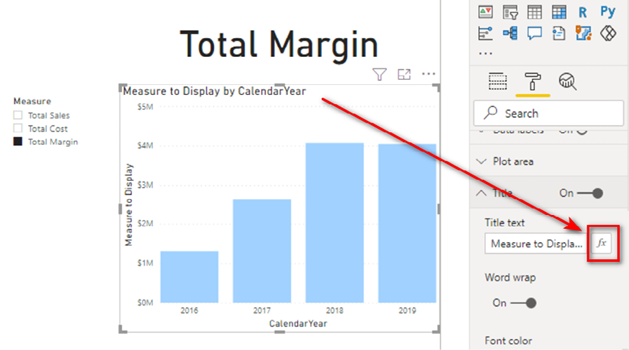 Total Margin
Measure to Display by CalendarYear
Measure
Total Sales
Total Cost
Total Margin
$5M
$4M
$3M
$2M
$1M
$0M
Measure to Display
2016 2017 2018 2019
CalendarYear
R Py
Search
Data labels Off
Plot area
Title On
Title text
Measure to Displa... fx
Word wrap
On
Font color